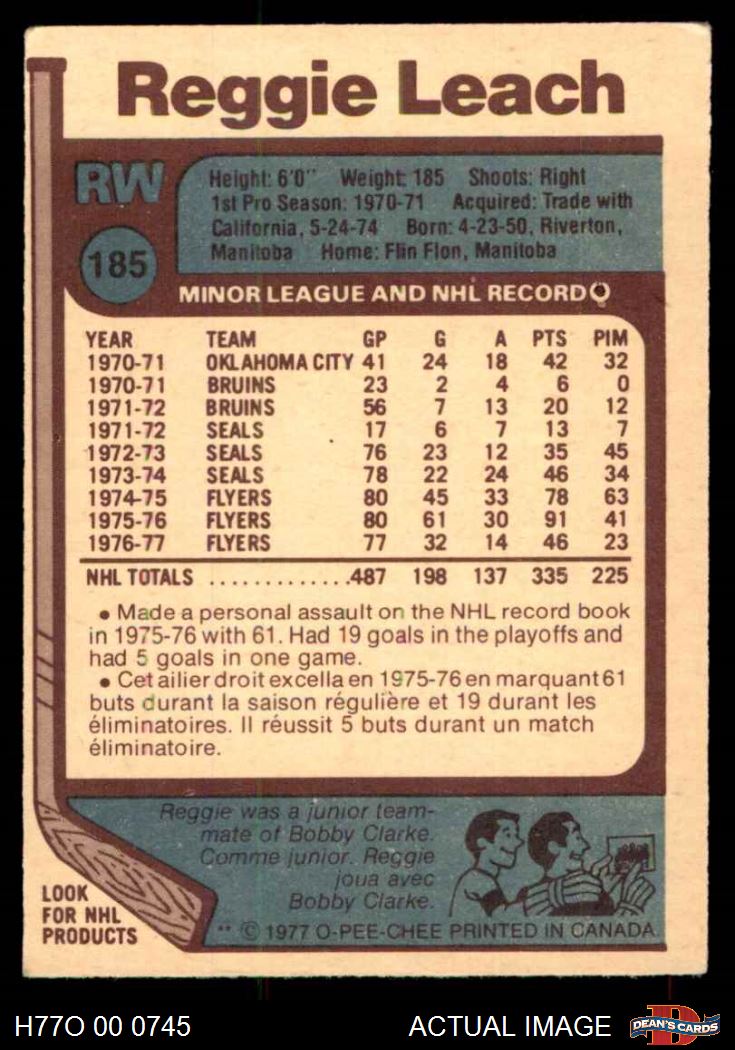 Reggie Leach
RW
185
Height: 6'0" Weight: 185 Shoots: Right
1st Pro Season: 1970-71 Acquired: Trade with
California, 5-24-74 Born: 4-23-50, Riverton,
Manitoba Home: Flin Flon, Manitoba
MINOR LEAGUE AND NHL RECORD
YEAR TEAM GP G A PTS PIM
1970-71 OKLAHOMA CITY 41 24 18 42 32
1970-71 BRUINS 23 2 4 6 0
1971-72 BRUINS 56 7 13 20 12
1971-72 SEALS 17 6 7 13 7
1972-73 SEALS 76 23 12 35 45
1973-74 SEALS 78 22 24 46 34
1974-75 FLYERS 80 45 33 78 63
1975-76 FLYERS 80 61 30 91 41
1976-77 FLYERS 77 32 14 46 23
NHL TOTALS .............487 198 137 335 225
• Made a personal assault on the NHL record book
in 1975-76 with 61. Had 19 goals in the playoffs and
had 5 goals in one game.
• Cet ailier droit excella en 1975-76 en marquant 61
buts durant la saison régulière et 19 durant les
éliminatoires. Il réussit 5 buts durant un match
éliminatoire.
Reggie was a junior team-
mate of Bobby Clarke.
Comme junior. Reggie
joua avec
Bobby Clarke.
LOOK
FOR NHL
PRODUCTS
** © 1977 O-PEE-CHEE PRINTED IN CANADA
H77O 00 0745 ACTUAL IMAGE D DEAN'S CARDS